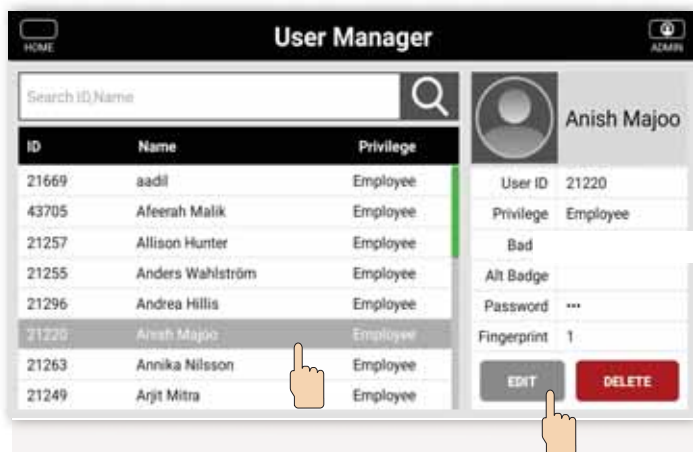 HOME
User Manager
ADMIN
Search ID,Name
Anish Majoo
ID Name Privilege
21669 aadil Employee
43705 Afeerah Malik Employee
21257 Allison Hunter Employee
21255 Anders Wahlström Employee
21296 Andrea Hillis Employee
21220 Anish Majoo Employee
21263 Annika Nilsson Employee
21249 Arjit Mitra Employee
User ID 21220
Privilege Employee
Bad
Alt Badge
Password •••
Fingerprint 1
EDIT DELETE